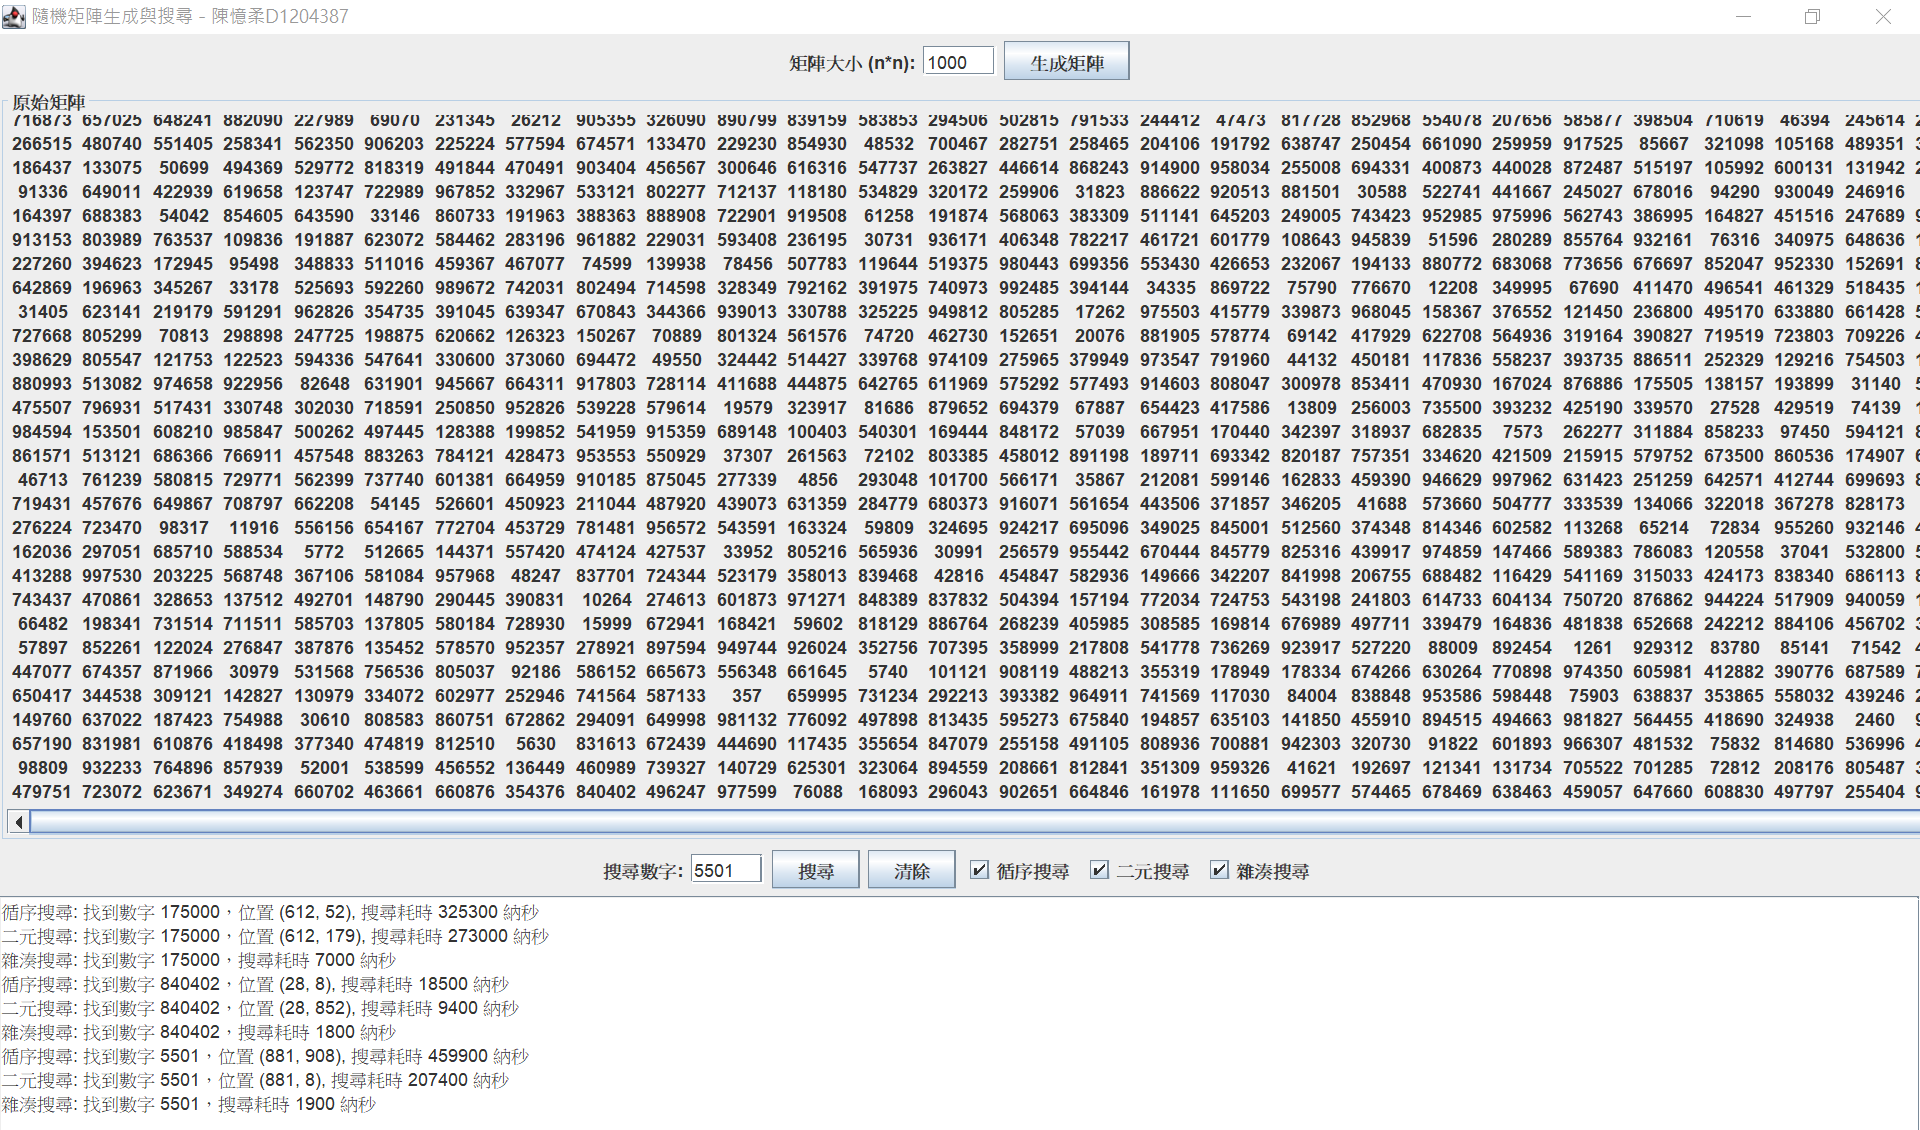 隨機矩陣生成與搜尋 - 陳憶柔D1204387
矩陣大小 (n*n): 1000 生成矩陣
原始矩陣
716873 657025 648241 882090 227989 69070 231345 26212 905355 326090 890799 839159 583853 294506 502815 791533 244412 47473 817728 852968 554078 207656 585877 398504 710619 46394 245614
266515 480740 551405 258341 562350 906203 225224 577594 674571 133470 229230 854930 48532 700467 282751 258465 204106 191792 638747 250454 661090 259959 917525 85667 321098 105168 489351
186437 133075 50699 494369 529772 818319 491844 470491 903404 456567 300646 616316 547737 263827 446614 868243 914900 958034 255008 694331 400873 440028 872487 515197 105992 600131 131942
91336 649011 422939 619658 123747 722989 967852 332967 533121 802277 712137 118180 534829 320172 259906 31823 886622 920513 881501 30588 522741 441667 245027 678016 94290 930049 246916
164397 688383 54042 854605 643590 33146 860733 191963 388363 888908 722901 919508 61258 191874 568063 383309 511141 645203 249005 743423 952985 975996 562743 386995 164827 451516 247689
913153 803989 763537 109836 191887 623072 584462 283196 961882 229031 593408 236195 30731 936171 406348 782217 461721 601779 108643 945839 51596 280289 855764 932161 76316 340975 648636
227260 394623 172945 95498 348833 511016 459367 467077 74599 139938 78456 507783 119644 519375 980443 699356 553430 426653 232067 194133 880772 683068 773656 676697 852047 952330 152691
642869 196963 345267 33178 525693 592260 989672 742031 802494 714598 328349 792162 391975 740973 992485 394144 34335 869722 75790 776670 12208 349995 67690 411470 496541 461329 518435
31405 623141 219179 591291 962826 354735 391045 639347 670843 344366 939013 330788 325225 949812 805285 17262 975503 415779 339873 968045 158367 376552 121450 236800 495170 633880 661428
727668 805299 70813 298898 247725 198875 620662 126323 150267 70889 801324 561576 74720 462730 152651 20076 881905 578774 69142 417929 622708 564936 319164 390827 719519 723803 709226
398629 805547 121753 122523 594336 547641 330600 373060 694472 49550 324442 514427 339768 974109 275965 379949 973547 791960 44132 450181 117836 558237 393735 886511 252329 129216 754503
880993 513082 974658 922956 82648 631901 945667 664311 917803 728114 411688 444875 642765 611969 575292 577493 914603 808047 300978 853411 470930 167024 876886 175505 138157 193899 31140
475507 796931 517431 330748 302030 718591 250850 952826 539228 579614 19579 323917 81686 879652 694379 67887 654423 417586 13809 256003 735500 393232 425190 339570 27528 429519 74139
984594 153501 608210 985847 500262 497445 128388 199852 541959 915359 689148 100403 540301 169444 848172 57039 667951 170440 342397 318937 682835 7573 262277 311884 858233 97450 594121
861571 513121 686366 766911 457548 883263 784121 428473 953553 550929 37307 261563 72102 803385 458012 891198 189711 693342 820187 757351 334620 421509 215915 579752 673500 860536 174907
46713 761239 580815 729771 562399 737740 601381 664959 910185 875045 277339 4856 293048 101700 566171 35867 212081 599146 162833 459390 946629 997962 631423 251259 642571 412744 699693
719431 457676 649867 708797 662208 54145 526601 450923 211044 487920 439073 631359 284779 680373 916071 561654 443506 371857 346205 41688 573660 504777 333539 134066 322018 367278 828173
276224 723470 98317 11916 556156 654167 772704 453729 781481 956572 543591 163324 59809 324695 924217 695096 349025 845001 512560 374348 814346 602582 113268 65214 72834 955260 932146
162036 297051 685710 588534 5772 512665 144371 557420 474124 427537 33952 805216 565936 30991 256579 955442 670444 845779 825316 439917 974859 147466 589383 786083 120558 37041 532800
413288 997530 203225 568748 367106 581084 957968 48247 837701 724344 523179 358013 839468 42816 454847 582936 149666 342207 841998 206755 688482 116429 541169 315033 424173 838340 686113
743437 470861 328653 137512 492701 148790 290445 390831 10264 274613 601873 971271 848389 837832 504394 157194 772034 724753 543198 241803 614733 604134 750720 876862 944224 517909 940059
66482 198341 731514 711511 585703 137805 580184 728930 15999 672941 168421 59602 818129 886764 268239 405985 308585 169814 676989 497711 339479 164836 481838 652668 242212 884106 456702
57897 852261 122024 276847 387876 135452 578570 952357 278921 897594 949744 926024 352756 707395 358999 217808 541778 736269 923917 527220 88009 892454 1261 929312 83780 85141 71542
447077 674357 871966 30979 531568 756536 805037 92186 586152 665673 556348 661645 5740 101121 908119 488213 355319 178949 178334 674266 630264 770898 974350 605981 412882 390776 687589
650417 344538 309121 142827 130979 334072 602977 252946 741564 587133 357 659995 731234 292213 393382 964911 741569 117030 84004 838848 953586 598448 75903 638837 353865 558032 439246
149760 637022 187423 754988 30610 808583 860751 672862 294091 649998 981132 776092 497898 813435 595273 675840 194857 635103 141850 455910 894515 494663 981827 564455 418690 324938 2460
657190 831981 610876 418498 377340 474819 812510 5630 831613 672439 444690 117435 355654 847079 255158 491105 808936 700881 942303 320730 91822 601893 966307 481532 75832 814680 536996
98809 932233 764896 857939 52001 538599 456552 136449 460989 739327 140729 625301 323064 894559 208661 812841 351309 959326 41621 192697 121341 131734 705522 701285 72812 208176 805487
479751 723072 623671 349274 660702 463661 660876 354376 840402 496247 977599 76088 168093 296043 902651 664846 161978 111650 699577 574465 678469 638463 459057 647660 608830 497797 255404
搜尋數字: 5501 搜尋 清除 循序搜尋 二元搜尋 雜湊搜尋
循序搜尋: 找到數字 175000，位置 (612, 52), 搜尋耗時 325300 納秒
二元搜尋: 找到數字 175000，位置 (612, 179), 搜尋耗時 273000 納秒
雜湊搜尋: 找到數字 175000，搜尋耗時 7000 納秒
循序搜尋: 找到數字 840402，位置 (28, 8), 搜尋耗時 18500 納秒
二元搜尋: 找到數字 840402，位置 (28, 852), 搜尋耗時 9400 納秒
雜湊搜尋: 找到數字 840402，搜尋耗時 1800 納秒
循序搜尋: 找到數字 5501，位置 (881, 908), 搜尋耗時 459900 納秒
二元搜尋: 找到數字 5501，位置 (881, 8), 搜尋耗時 207400 納秒
雜湊搜尋: 找到數字 5501，搜尋耗時 1900 納秒